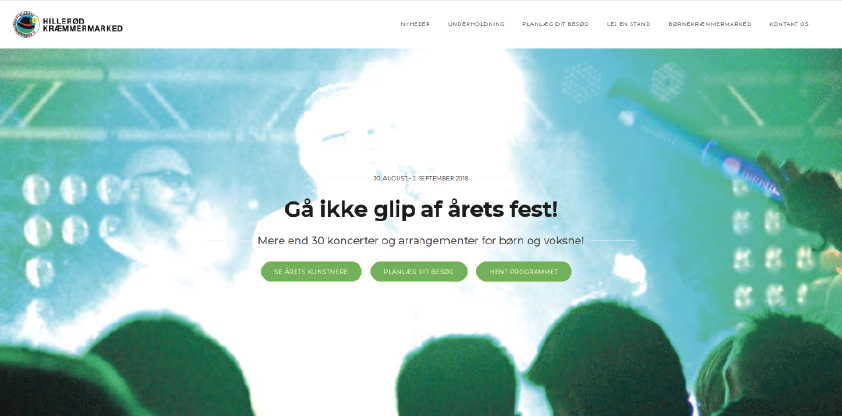 HILLERØD
KRÆMMERMARKED
NYHEDER
UNDERHOLDNING
PLANLÆG DIT BESØG
LEJ EN STAND
BØRNEKRÆMMERMARKED
KONTAKT OS
30. AUGUST - 2. SEPTEMBER 2018
Gå ikke glip af årets fest!
Mere end 30 koncerter og arrangementer for børn og voksne!
SE ÅRETS KUNSTNERE
PLANLÆG DIT BESØG
HENT PROGRAMMET